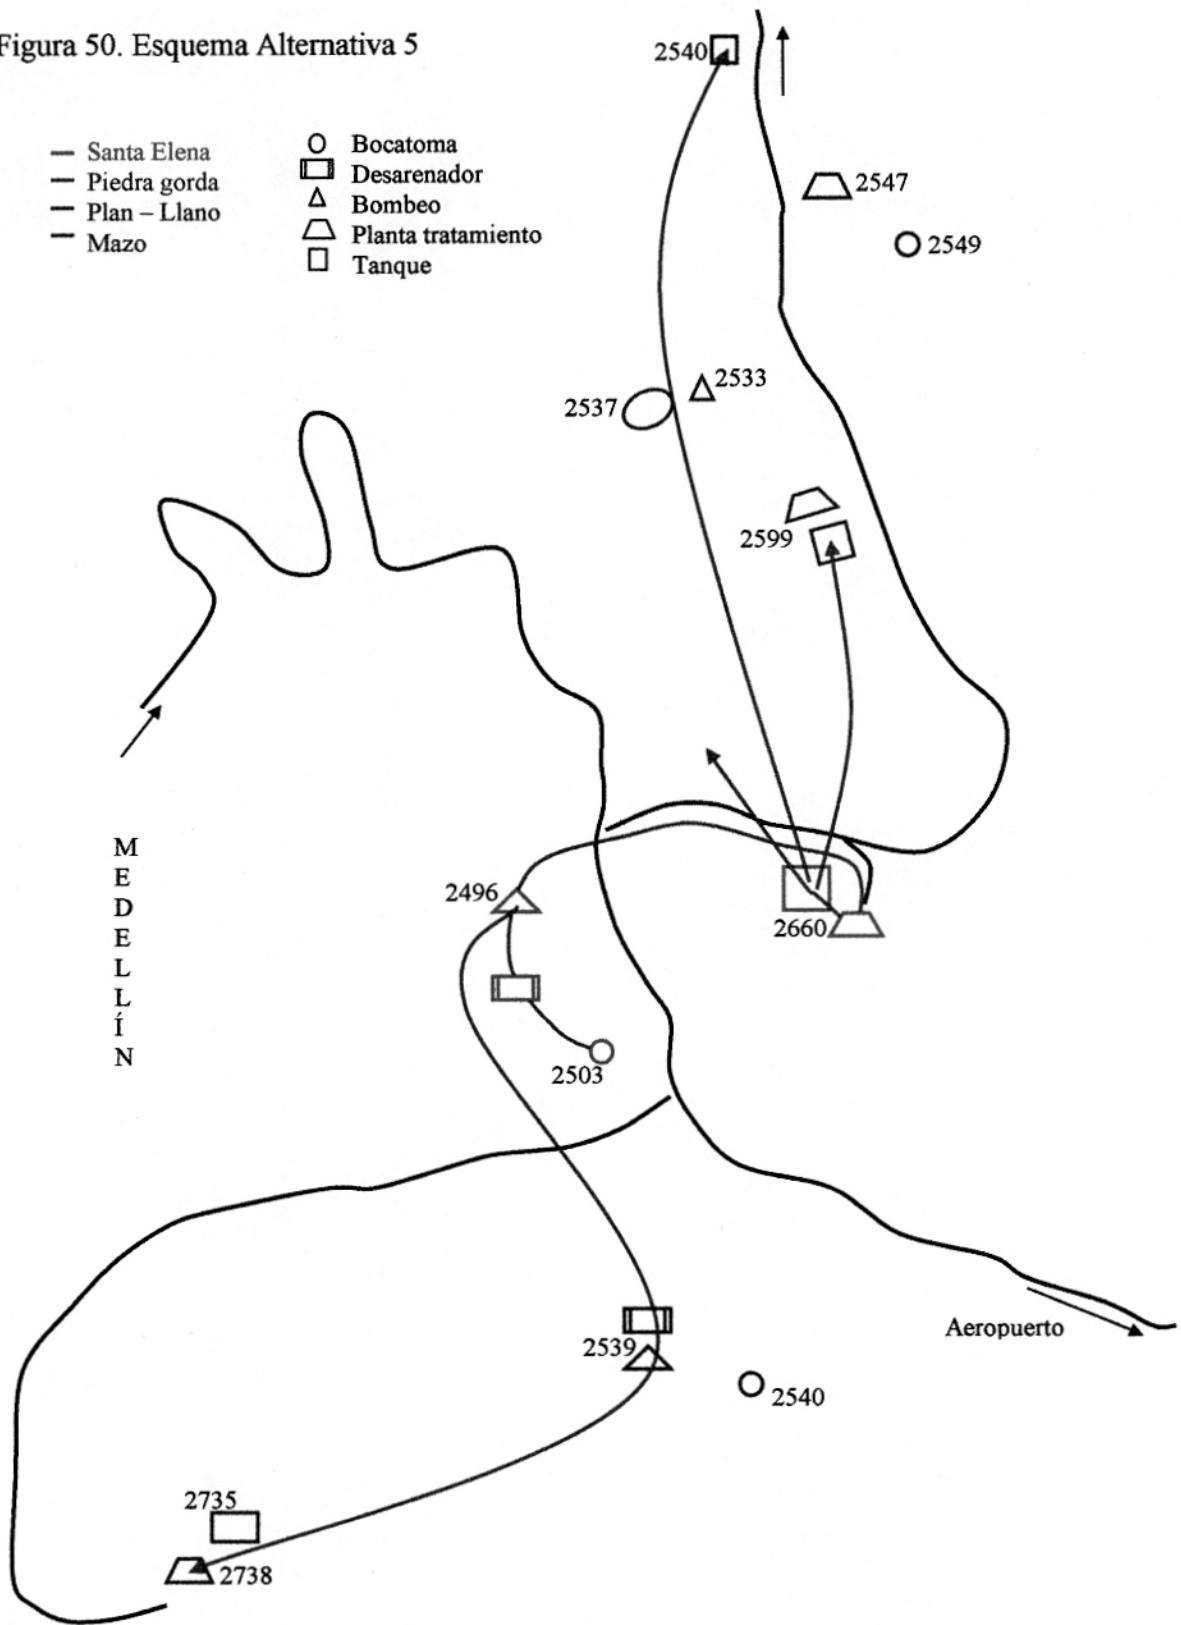 Figura 50. Esquema Alternativa 5
Santa Elena
Piedra gorda
Plan – Llano
Mazo
Bocatoma
Desarenador
Bombeo
Planta tratamiento
Tanque
2540
2547
2549
2533
2537
2599
MEDELLÍN
2496
2660
2503
Aeropuerto
2539
2540
2735
2738